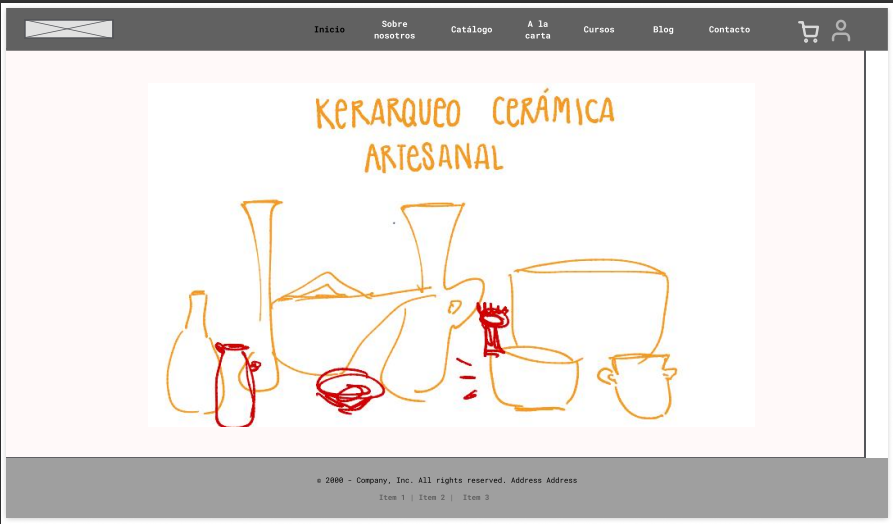 Inicio
Sobre nosotros
Catálogo
A la carta
Cursos
Blog
Contacto
KERARQUEO CERÁMICA
ARTESANAL
© 2000 - Company, Inc. All rights reserved. Address Address
Item 1 | Item 2 | Item 3